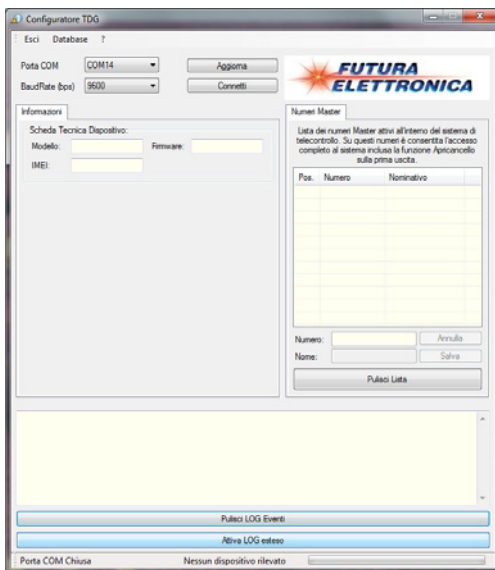 Configuratore TDG
Esci Database ?
Porta COM COM14 Aggiorna
BaudRate (bps) 9600 Connetti
FUTURA
ELETTRONICA
Informazioni
Scheda Tecnica Dispositivo:
Modello: Firmware:
IMEI:
Numeri Master
Lista dei numeri Master attivi all'interno del sistema di
telecontrollo. Su questi numeri è consentita l'accesso
completo al sistema inclusa la funzione Apricancello
sulla prima uscita.
Pos. Numero Nominativo
Numero: Annulla
Nome: Salva
Pulisci Lista
Pulisci LOG Eventi
Attiva LOG esteso
Porta COM Chiusa Nessun dispositivo rilevato